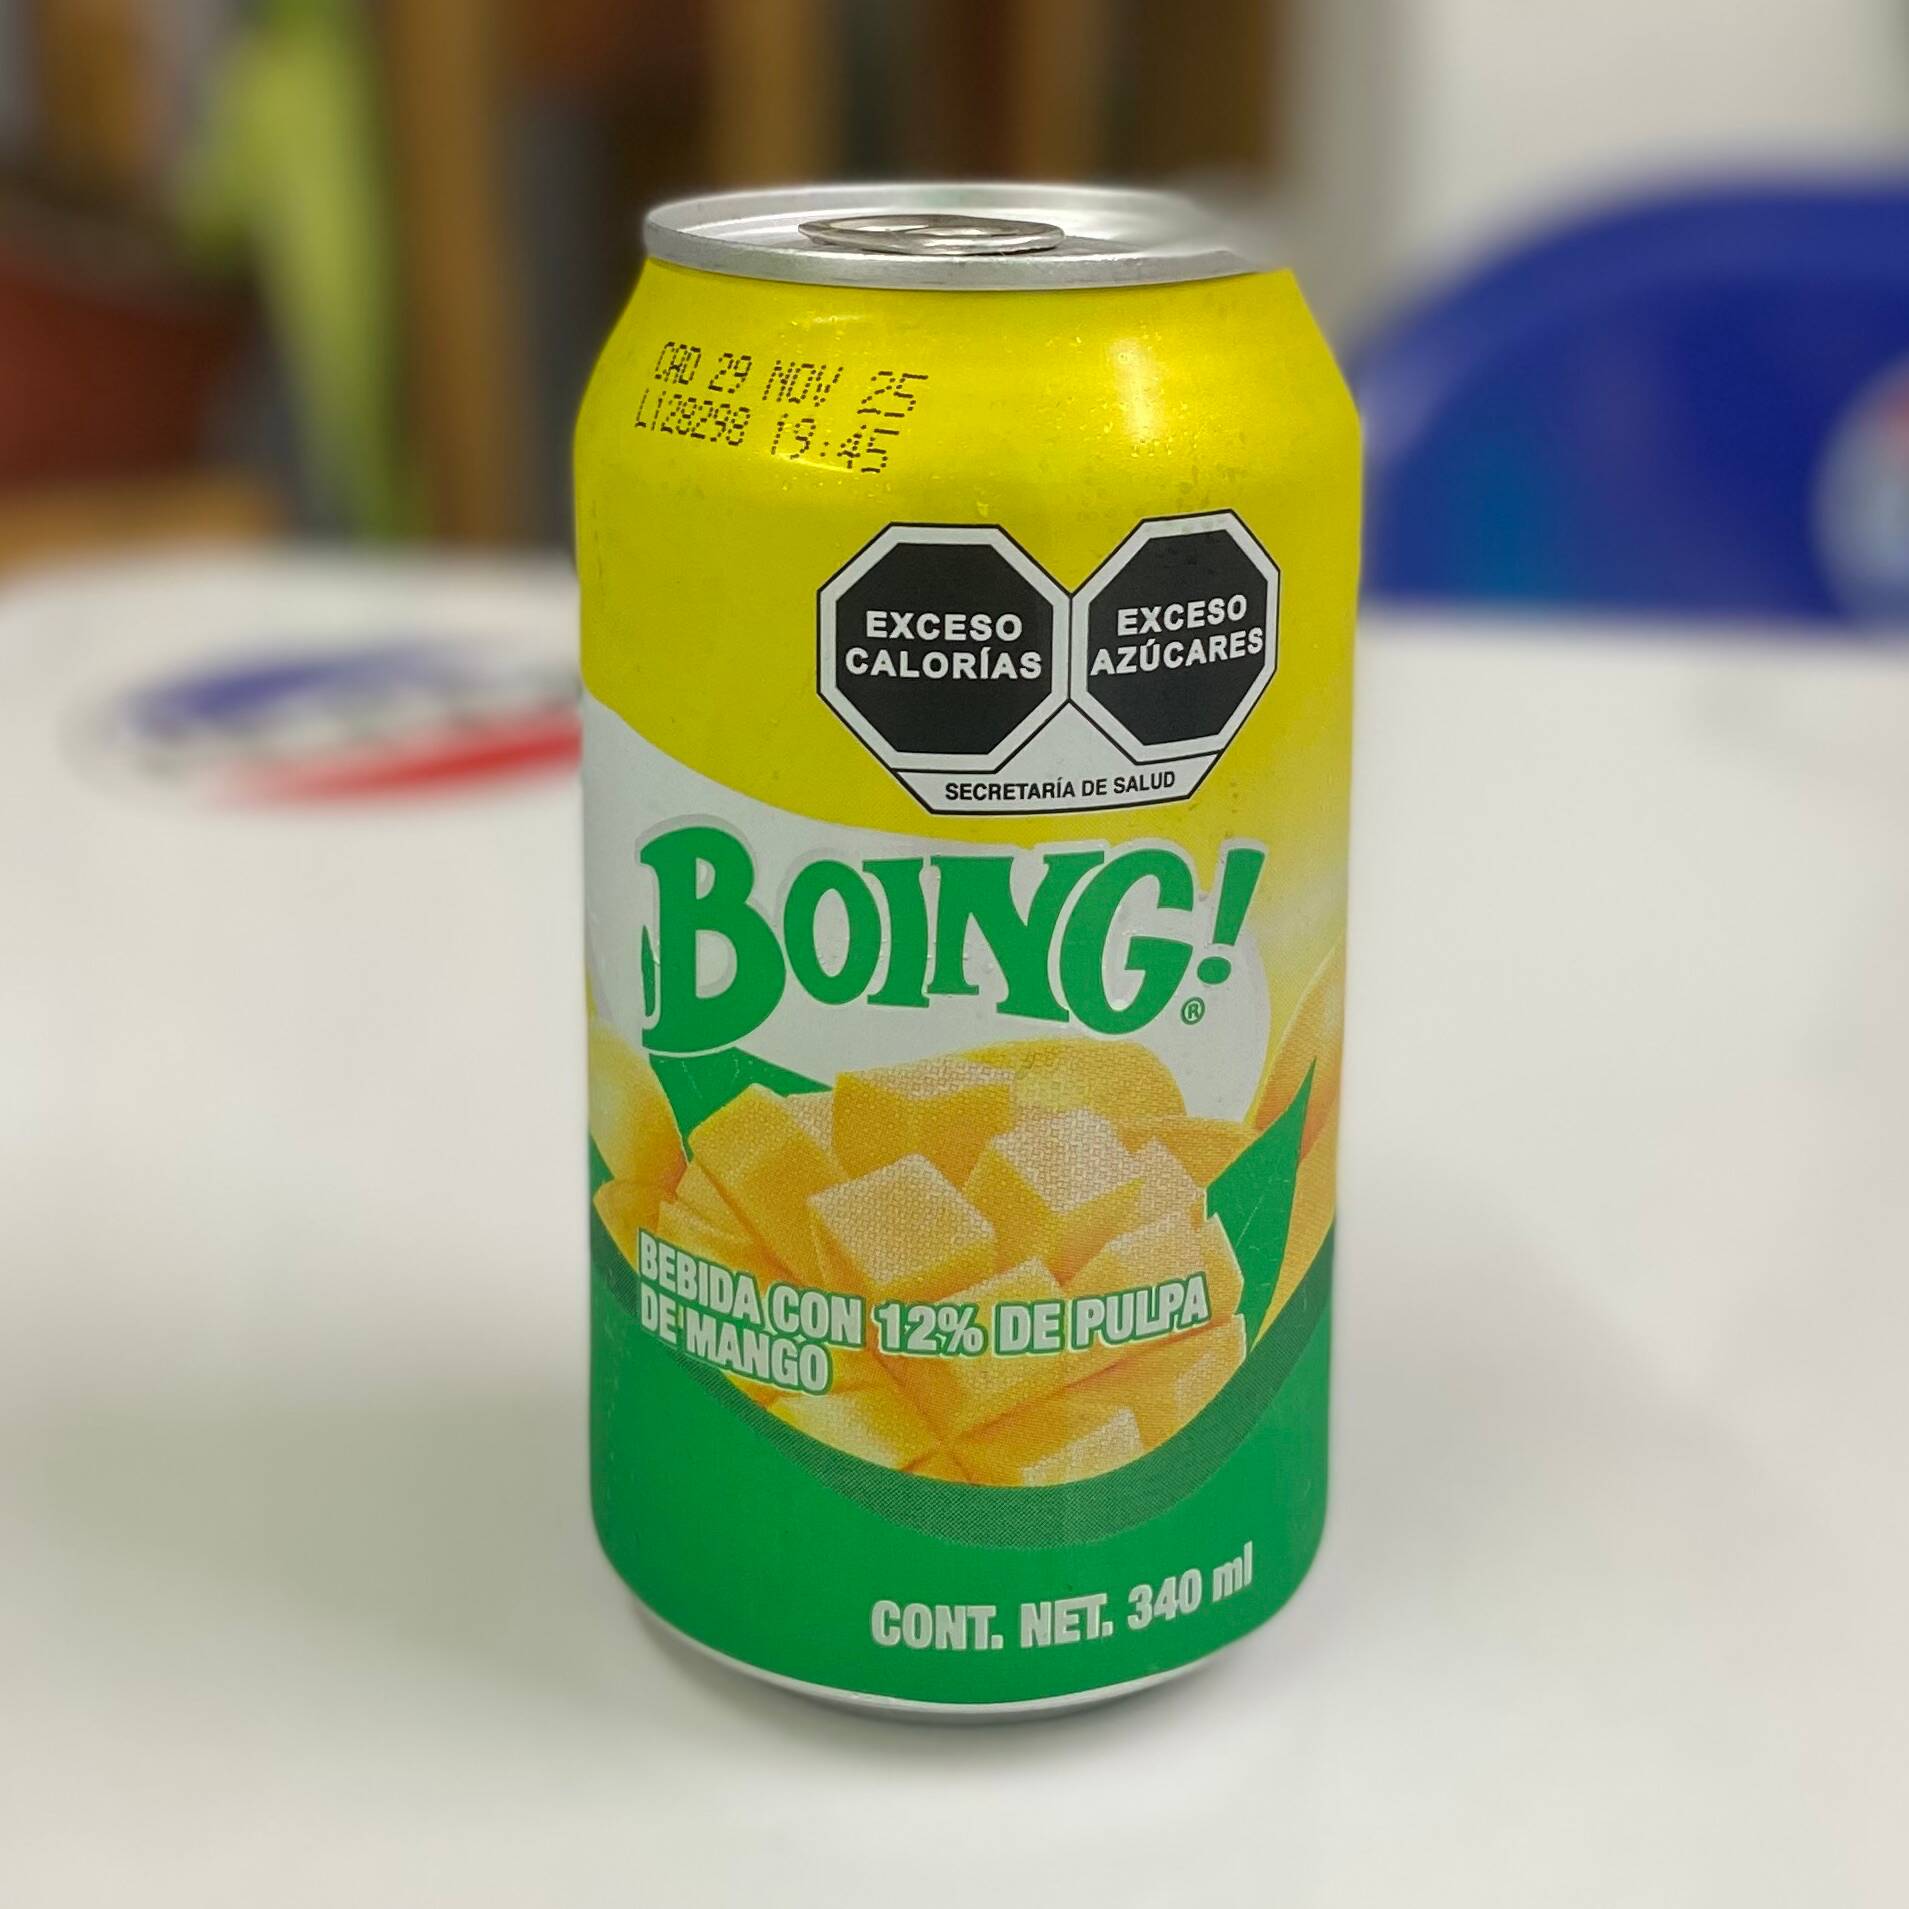 CAD 29 NOV 25
L128298 19:45
EXCESO
CALORÍAS
EXCESO
AZÚCARES
SECRETARÍA DE SALUD
BOING!
®
BEBIDA CON 12% DE PULPA
DE MANGO
CONT. NET. 340 ml